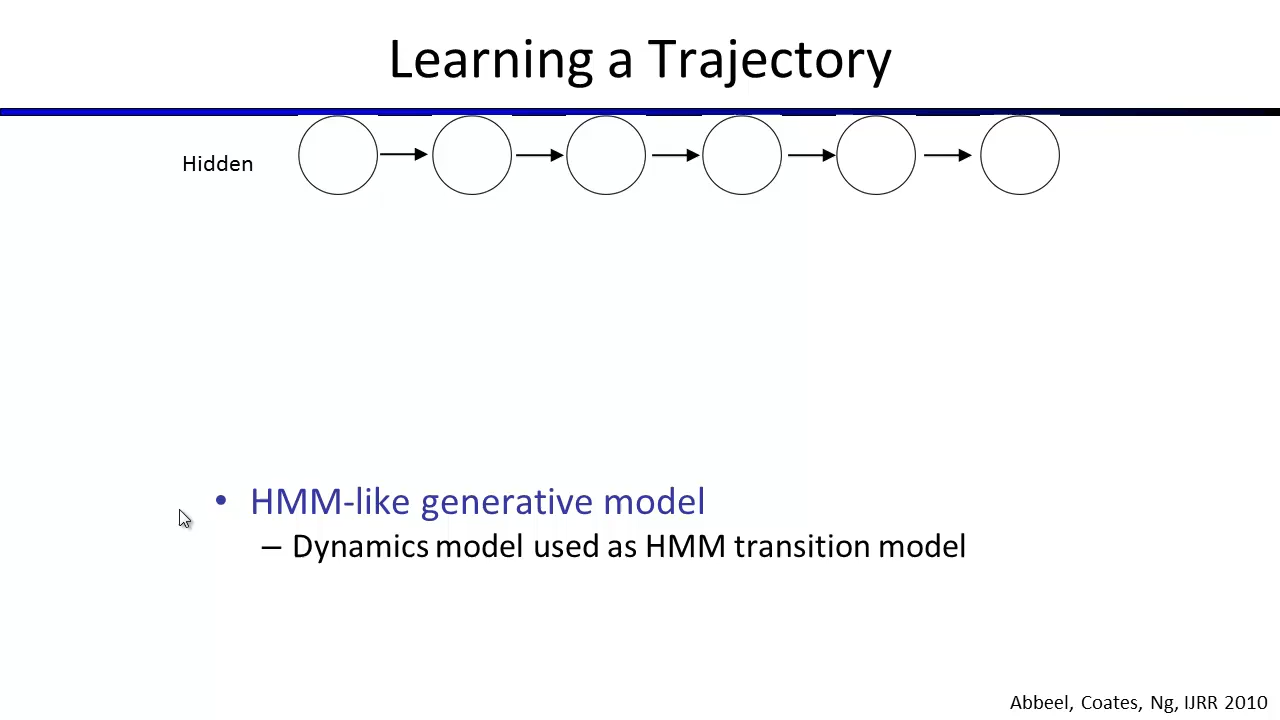 Learning a Trajectory
Hidden
• HMM-like generative model
– Dynamics model used as HMM transition model
Abbeel, Coates, Ng, IJRR 2010